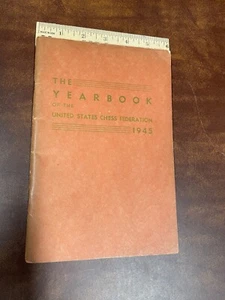 THE
YEARBOOK
OF THE
UNITED STATES CHESS FEDERATION